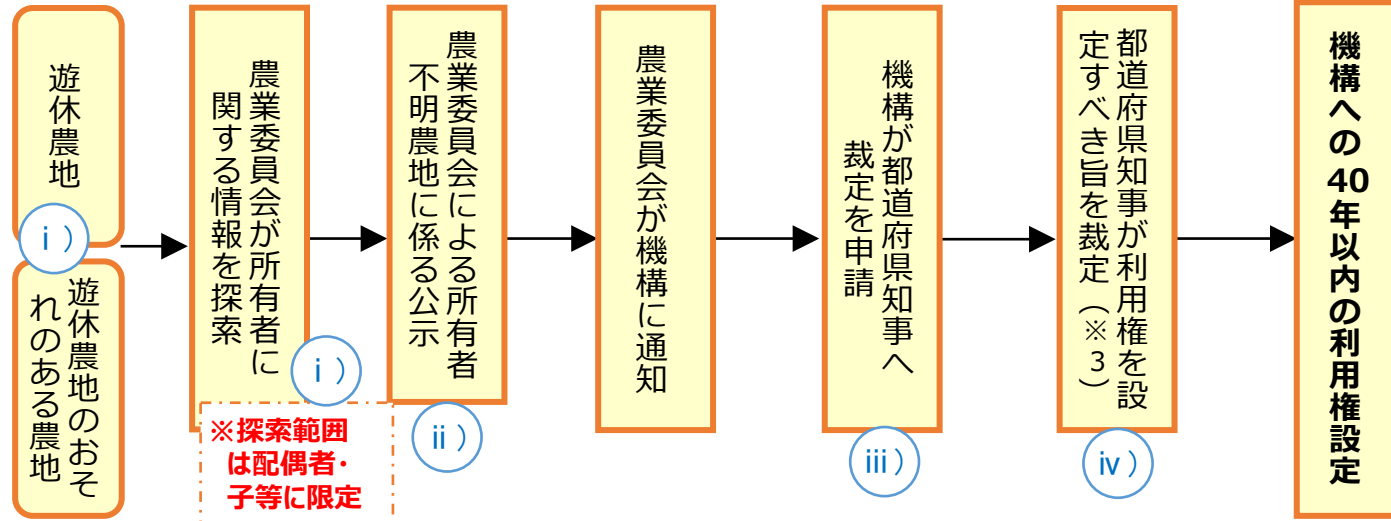 遊休農地
ⅰ）
遊休農地のおそ
れのある農地
農業委員会が所有者に
関する情報を探索
ⅰ）
※探索範囲
は配偶者・
子等に限定
農業委員会による所有者
不明農地に係る公示
ⅱ）
農業委員会が機構に通知
機構が都道府県知事へ
裁定を申請
ⅲ）
都道府県知事が利用権を設
定すべき旨を裁定（※３）
ⅳ）
機構への40年以内の利用権設定